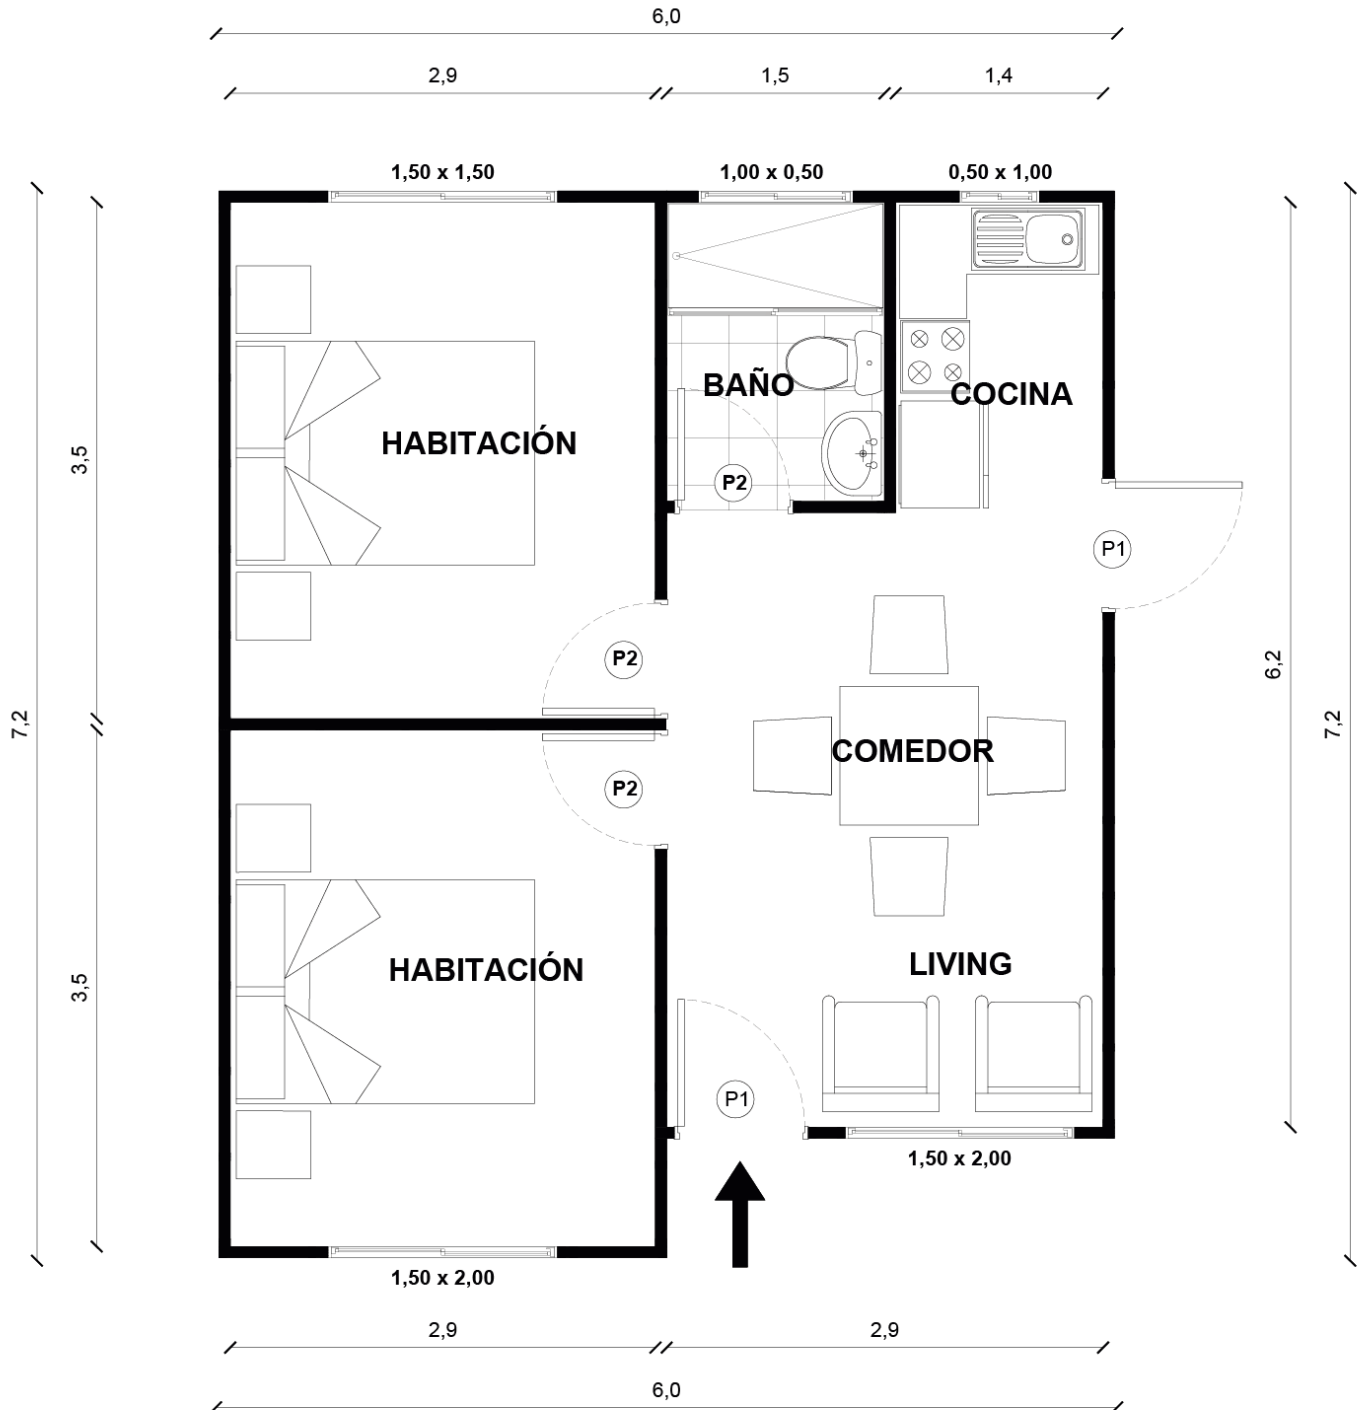 6,0
2,9
1,5
1,4
1,50 x 1,50
1,00 x 0,50
0,50 x 1,00
BAÑO
COCINA
HABITACIÓN
3,5
P2
P1
P2
6,2
7,2
7,2
COMEDOR
P2
LIVING
HABITACIÓN
3,5
P1
1,50 x 2,00
1,50 x 2,00
2,9
2,9
6,0